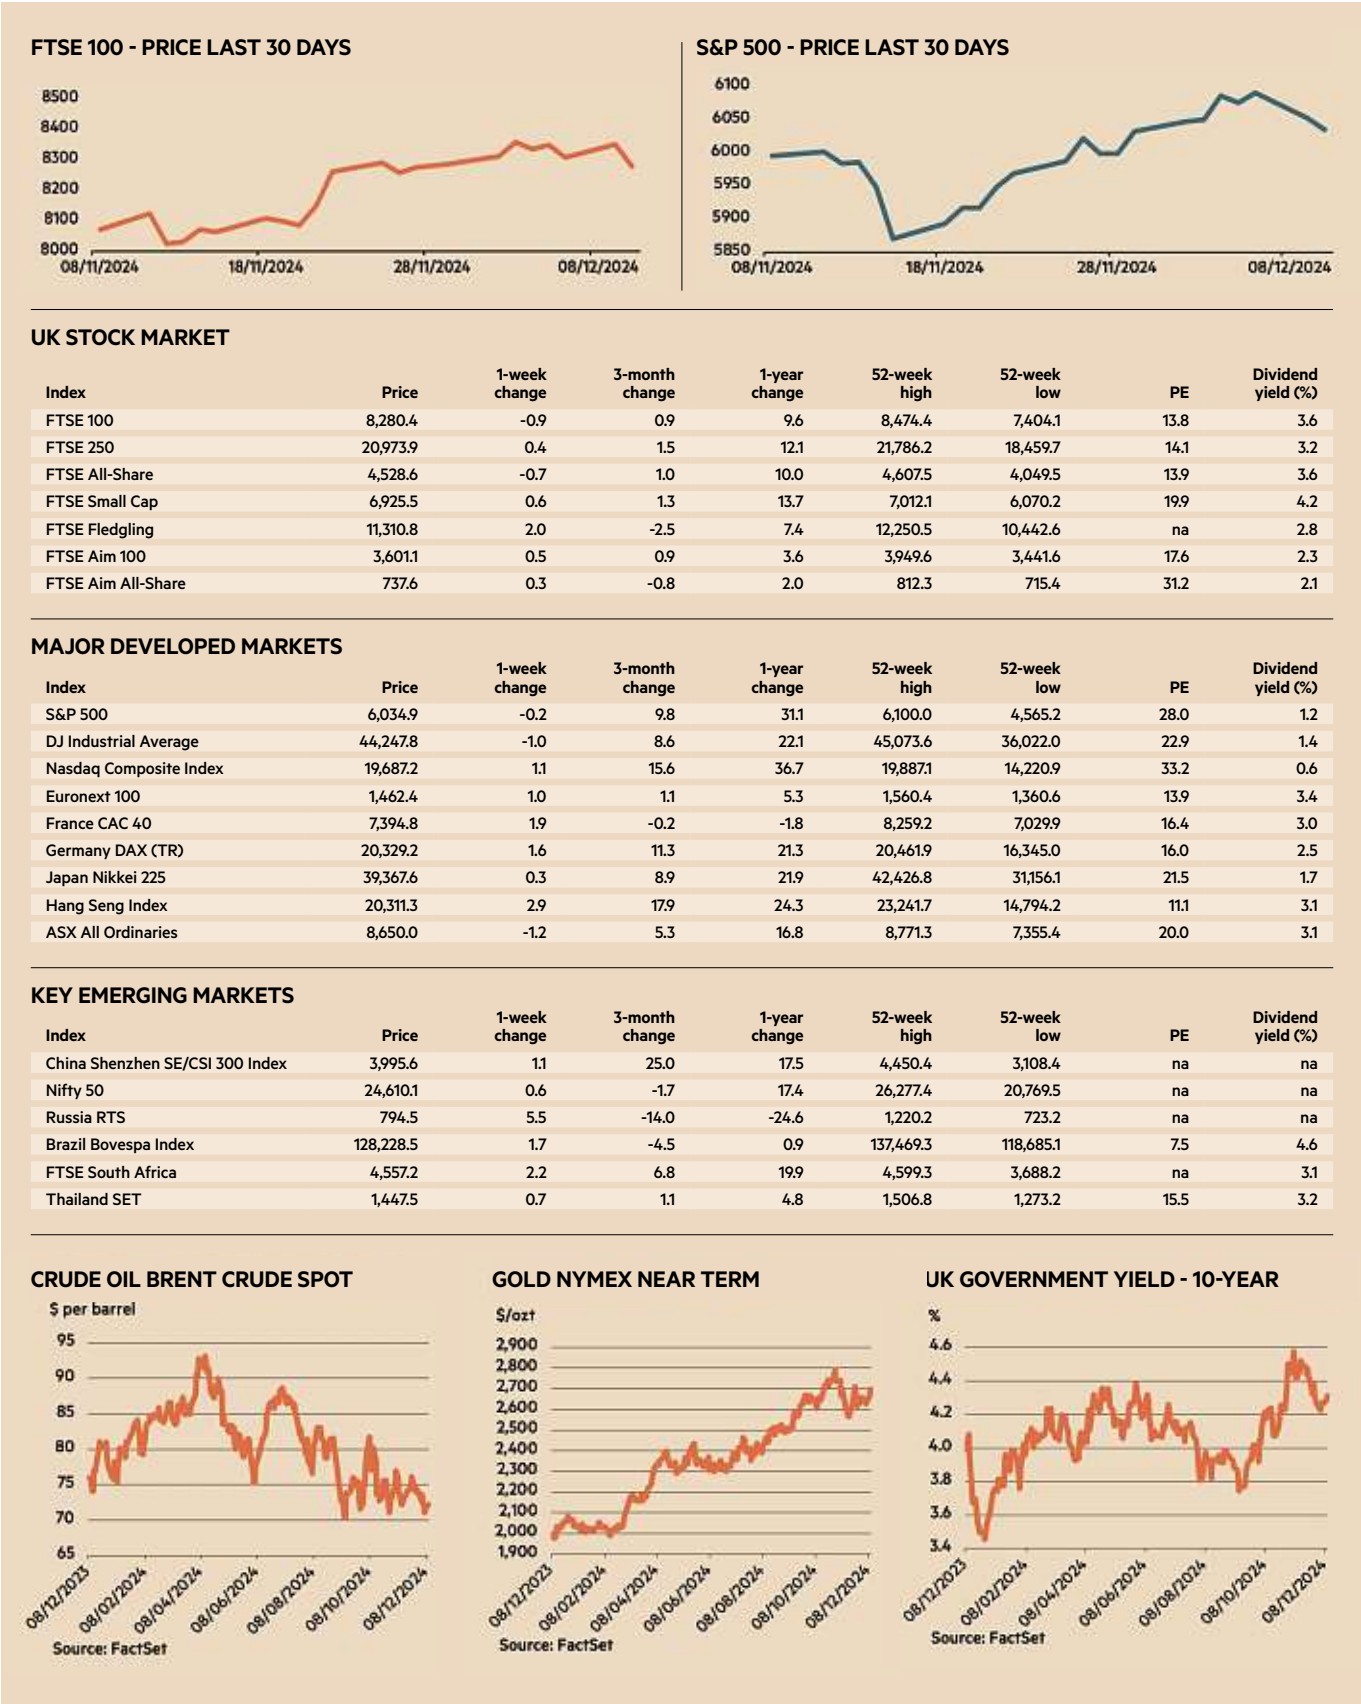 FTSE 100 - PRICE LAST 30 DAYS
8500
8400
8300
8200
8100
8000
08/11/2024 18/11/2024 28/11/2024 08/12/2024
S&P 500 - PRICE LAST 30 DAYS
6100
6050
6000
5950
5900
5850
08/11/2024 18/11/2024 28/11/2024 08/12/2024
UK STOCK MARKET
1-week 3-month 1-year 52-week 52-week Dividend
Index Price change change change high low PE yield (%)
FTSE 100 8,280.4 -0.9 0.9 9.6 8,474.4 7,404.1 13.8 3.6
FTSE 250 20,973.9 0.4 1.5 12.1 21,786.2 18,459.7 14.1 3.2
FTSE All-Share 4,528.6 -0.7 1.0 10.0 4,607.5 4,049.5 13.9 3.6
FTSE Small Cap 6,925.5 0.6 1.3 13.7 7,012.1 6,070.2 19.9 4.2
FTSE Fledgling 11,310.8 2.0 -2.5 7.4 12,250.5 10,442.6 na 2.8
FTSE Aim 100 3,601.1 0.5 0.9 3.6 3,949.6 3,441.6 17.6 2.3
FTSE Aim All-Share 737.6 0.3 -0.8 2.0 812.3 715.4 31.2 2.1
MAJOR DEVELOPED MARKETS
1-week 3-month 1-year 52-week 52-week Dividend
Index Price change change change high low PE yield (%)
S&P 500 6,034.9 -0.2 9.8 31.1 6,100.0 4,565.2 28.0 1.2
DJ Industrial Average 44,247.8 -1.0 8.6 22.1 45,073.6 36,022.0 22.9 1.4
Nasdaq Composite Index 19,687.2 1.1 15.6 36.7 19,887.1 14,220.9 33.2 0.6
Euronext 100 1,462.4 1.0 1.1 5.3 1,560.4 1,360.6 13.9 3.4
France CAC 40 7,394.8 1.9 -0.2 -1.8 8,259.2 7,029.9 16.4 3.0
Germany DAX (TR) 20,329.2 1.6 11.3 21.3 20,461.9 16,345.0 16.0 2.5
Japan Nikkei 225 39,367.6 0.3 8.9 21.9 42,426.8 31,156.1 21.5 1.7
Hang Seng Index 20,311.3 2.9 17.9 24.3 23,241.7 14,794.2 11.1 3.1
ASX All Ordinaries 8,650.0 -1.2 5.3 16.8 8,771.3 7,355.4 20.0 3.1
KEY EMERGING MARKETS
1-week 3-month 1-year 52-week 52-week Dividend
Index Price change change change high low PE yield (%)
China Shenzhen SE/CSI 300 Index 3,995.6 1.1 25.0 17.5 4,450.4 3,108.4 na na
Nifty 50 24,610.1 0.6 -1.7 17.4 26,277.4 20,769.5 na na
Russia RTS 794.5 5.5 -14.0 -24.6 1,220.2 723.2 na na
Brazil Bovespa Index 128,228.5 1.7 -4.5 0.9 137,469.3 118,685.1 7.5 4.6
FTSE South Africa 4,557.2 2.2 6.8 19.9 4,599.3 3,688.2 na 3.1
Thailand SET 1,447.5 0.7 1.1 4.8 1,506.8 1,273.2 15.5 3.2
CRUDE OIL BRENT CRUDE SPOT
$ per barrel
95
90
85
80
75
70
65
08/12/2023 08/02/2024 08/04/2024 08/06/2024 08/08/2024 08/10/2024 08/12/2024
Source: FactSet
GOLD NYMEX NEAR TERM
$/ozt
2,900
2,800
2,700
2,600
2,500
2,400
2,300
2,200
2,100
2,000
1,900
08/12/2023 08/02/2024 08/04/2024 08/06/2024 08/08/2024 08/10/2024 08/12/2024
Source: FactSet
UK GOVERNMENT YIELD - 10-YEAR
%
4.6
4.4
4.2
4.0
3.8
3.6
3.4
08/12/2023 08/02/2024 08/04/2024 08/06/2024 08/08/2024 08/10/2024 08/12/2024
Source: FactSet